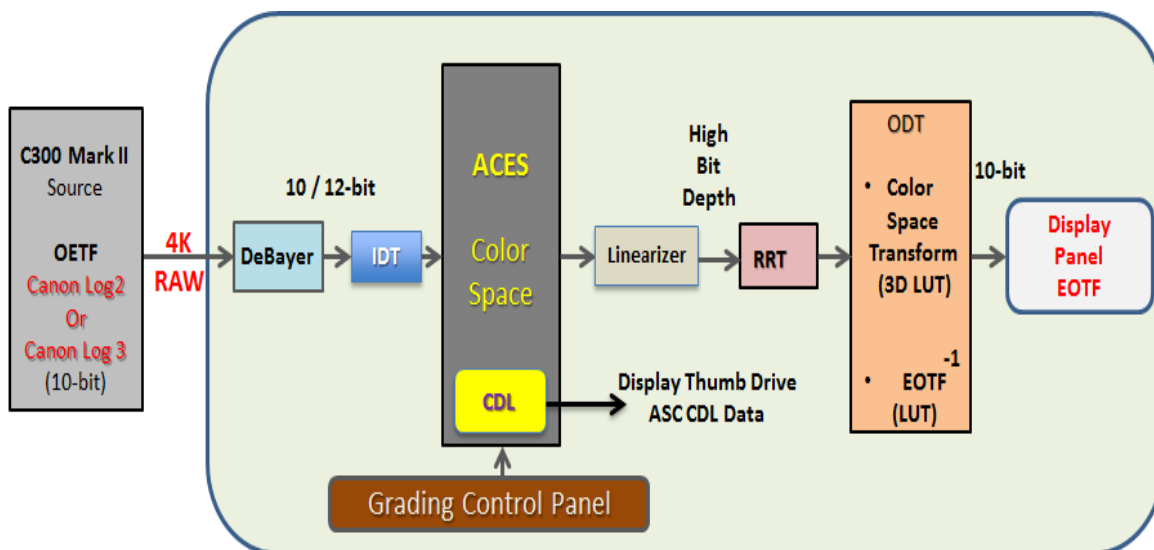 C300 Mark II
Source
OETF
Canon Log2
Or
Canon Log 3
(10-bit)
4K
RAW
DeBayer
10 / 12-bit
IDT
ACES
Color
Space
CDL
Grading Control Panel
Display Thumb Drive
ASC CDL Data
Linearizer
High
Bit
Depth
RRT
ODT
• Color
Space
Transform
(3D LUT)
-1
• EOTF
(LUT)
10-bit
Display
Panel
EOTF